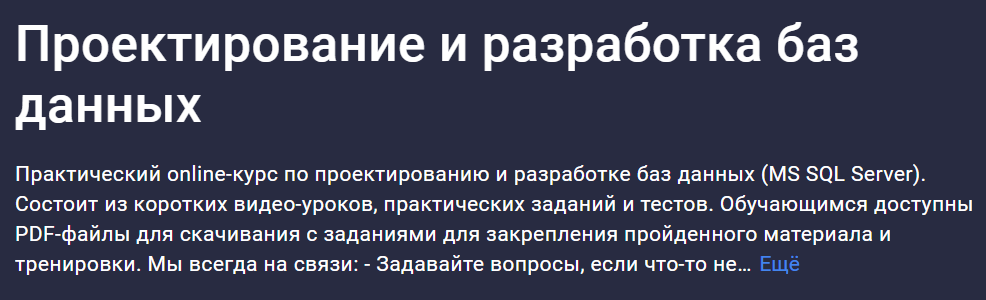 Проектирование и разработка баз
данных
Практический online-курс по проектированию и разработке баз данных (MS SQL Server).
Состоит из коротких видео-уроков, практических заданий и тестов. Обучающимся доступны
PDF-файлы для скачивания с заданиями для закрепления пройденного материала и
тренировки. Мы всегда на связи: - Задавайте вопросы, если что-то не... Ещё